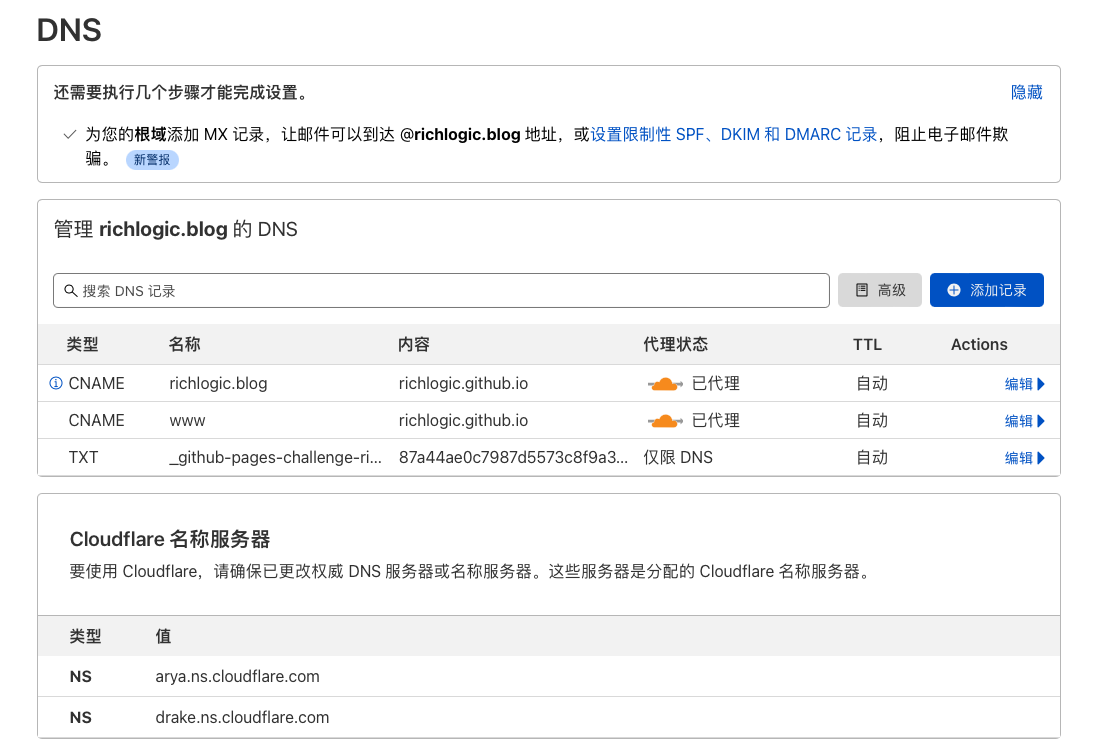 DNS
还需要执行几个步骤才能完成设置。 隐藏
为您的根域添加 MX 记录，让邮件可以到达 @richlogic.blog 地址，或设置限制性 SPF、DKIM 和 DMARC 记录，阻止电子邮件欺
骗。 新警报
管理 richlogic.blog 的 DNS
搜索 DNS 记录 高级 添加记录
类型 名称 内容 代理状态 TTL Actions
CNAME richlogic.blog richlogic.github.io 已代理 自动 编辑
CNAME www richlogic.github.io 已代理 自动 编辑
TXT _github-pages-challenge-ri... 87a44ae0c7987d5573c8f9a3... 仅限 DNS 自动 编辑
Cloudflare 名称服务器
要使用 Cloudflare，请确保已更改权威 DNS 服务器或名称服务器。这些服务器是分配的 Cloudflare 名称服务器。
类型 值
NS arya.ns.cloudflare.com
NS drake.ns.cloudflare.com